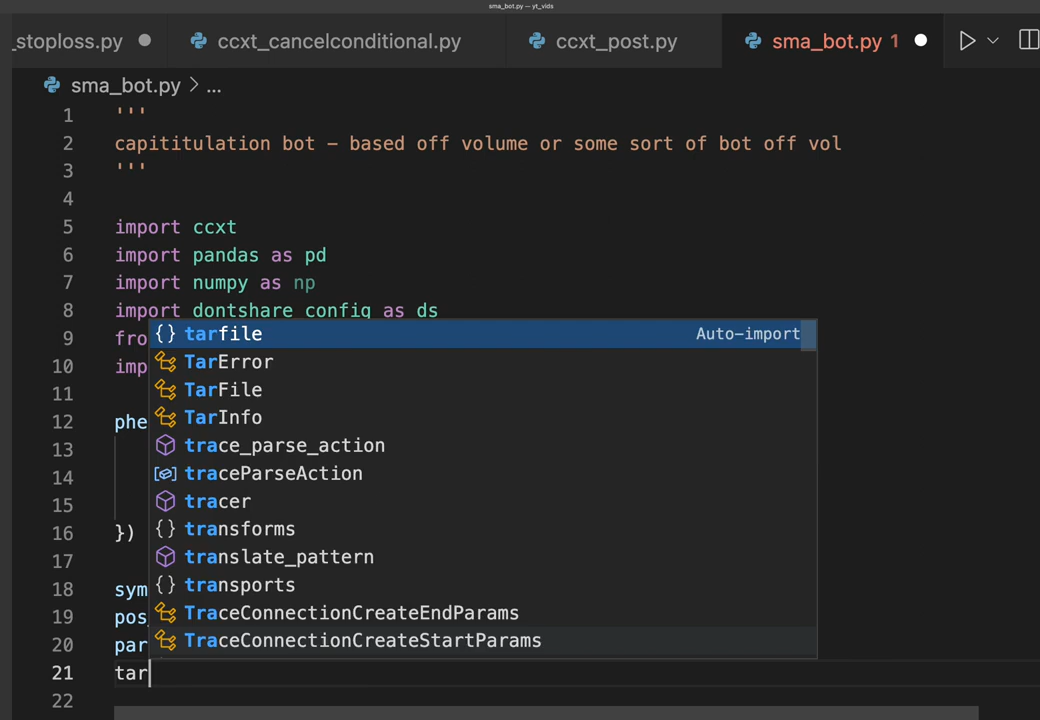 sma_bot.py — yt_vids
_stoploss.py ccxt_cancelconditional.py ccxt_post.py sma_bot.py 1
sma_bot.py > ...
1 '''
2 capititulation bot - based off volume or some sort of bot off vol
3 '''
4
5 import ccxt
6 import pandas as pd
7 import numpy as np
8 import dontshare_config as ds
9 fro
10 imp
11
12 phe
13
14
15
16 })
17
18 sym
19 pos_
20 par
21 tar
22
{} tarfile Auto-import
TarError
TarFile
TarInfo
trace_parse_action
traceParseAction
tracer
{} transforms
translate_pattern
{} transports
TraceConnectionCreateEndParams
TraceConnectionCreateStartParams